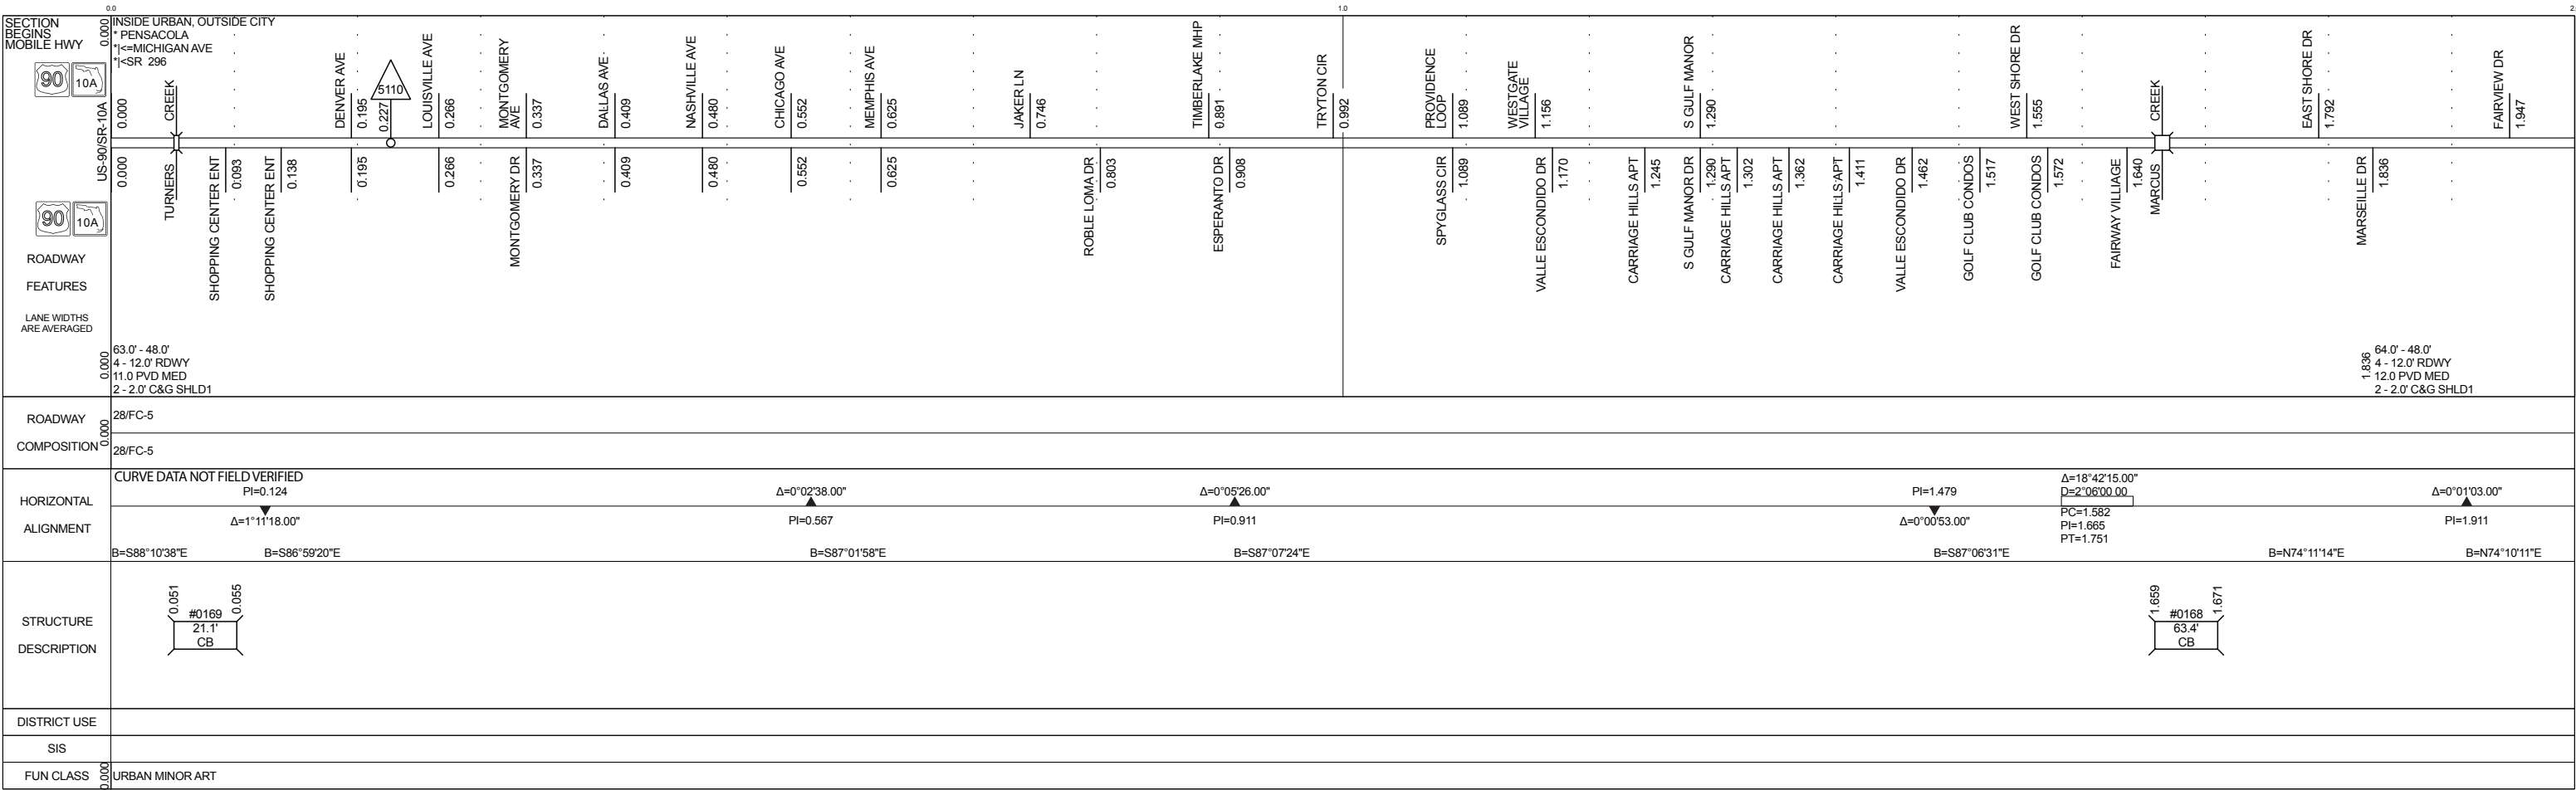 0.0
1.0
2.
SECTION
BEGINS
MOBILE HWY
0.000
INSIDE URBAN, OUTSIDE CITY
* PENSACOLA
*|<=MICHIGAN AVE
*|<SR 296
90
10A
US-90/SR-10A
0.000
CREEK
DENVER AVE
0.195
0.227
5110
LOUISVILLE AVE
0.266
MONTGOMERY
AVE
0.337
DALLAS AVE
0.409
NASHVILLE AVE
0.480
CHICAGO AVE
0.552
MEMPHIS AVE
0.625
JAKER LN
0.746
TIMBERLAKE MHP
0.891
TRYTON CIR
0.992
PROVIDENCE
LOOP
1.089
WESTGATE
VILLAGE
1.156
S GULF MANOR
1.290
WEST SHORE DR
1.555
CREEK
EAST SHORE DR
1.792
FAIRVIEW DR
1.947
0.000
TURNERS
SHOPPING CENTER ENT
0.093
SHOPPING CENTER ENT
0.138
0.195
0.266
MONTGOMERY DR
0.337
0.409
0.480
0.552
0.625
ROBLE LOMA DR
0.803
ESPERANTO DR
0.908
SPYGLASS CIR
1.089
VALLE ESCONDIDO DR
1.170
CARRIAGE HILLS APT
1.245
S GULF MANOR DR
1.290
CARRIAGE HILLS APT
1.302
CARRIAGE HILLS APT
1.362
CARRIAGE HILLS APT
1.411
VALLE ESCONDIDO DR
1.462
GOLF CLUB CONDOS
1.517
GOLF CLUB CONDOS
1.572
FAIRWAY VILLIAGE
1.640
MARCUS
MARSEILLE DR
1.836
90
10A
ROADWAY
FEATURES
LANE WIDTHS
ARE AVERAGED
0.000
63.0' - 48.0'
4 - 12.0' RDWY
11.0 PVD MED
2 - 2.0' C&G SHLD1
1.836
64.0' - 48.0'
4 - 12.0' RDWY
12.0 PVD MED
2 - 2.0' C&G SHLD1
ROADWAY
COMPOSITION
0.000
28/FC-5
28/FC-5
HORIZONTAL
ALIGNMENT
CURVE DATA NOT FIELD VERIFIED
PI=0.124
Δ=1°11'18.00"
Δ=0°02'38.00"
PI=0.567
Δ=0°05'26.00"
PI=0.911
PI=1.479
Δ=0°00'53.00"
Δ=18°42'15.00"
D=2°06'00 00
PC=1.582
PI=1.665
PT=1.751
Δ=0°01'03.00"
PI=1.911
B=S88°10'38"E
B=S86°59'20"E
B=S87°01'58"E
B=S87°07'24"E
B=S87°06'31"E
B=N74°11'14"E
B=N74°10'11"E
STRUCTURE
DESCRIPTION
0.051
0.055
#0169
21.1'
CB
1.659
1.671
#0168
63.4'
CB
DISTRICT USE
SIS
FUN CLASS
0.000
URBAN MINOR ART